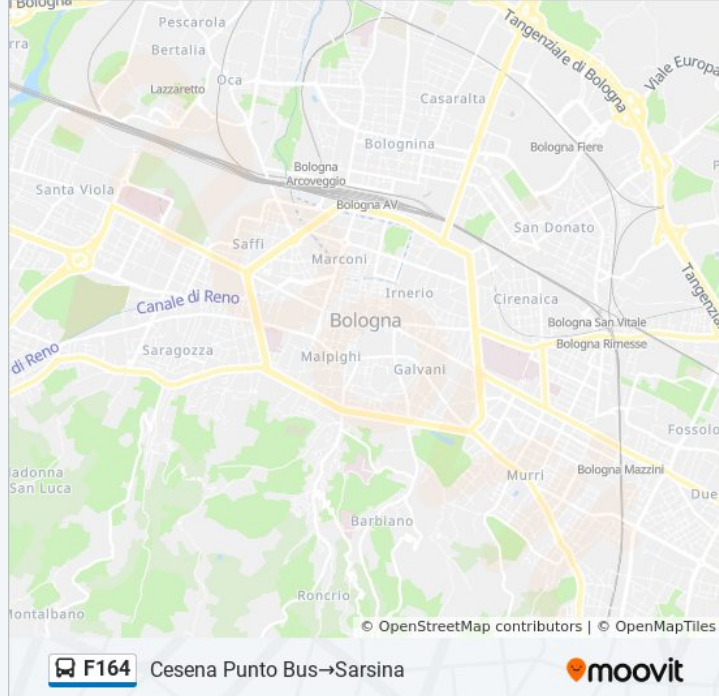 i Bologna
Pescarola
Tangenziale di Bologna
rra
Bertalia
Viale Europa
Oca
Lazzaretto
Casaralta
Bolognina
Bologna Fiere
Bologna
Arcoveggio
Santa Viola
Bologna AV
San Donato
Saffi
Marconi
Tangenziale
Irnerio
Cirenaica
Canale di Reno
Bologna
Bologna San Vitale
Bologna Rimesse
di Reno
Saragozza
Malpighi
Galvani
Fossolo
Murri
Bologna Mazzini
adonna
San Luca
Due
Barbiano
Roncrio
Montalbano
© OpenStreetMap contributors | © OpenMapTiles
F164 Cesena Punto Bus→Sarsina
moovit